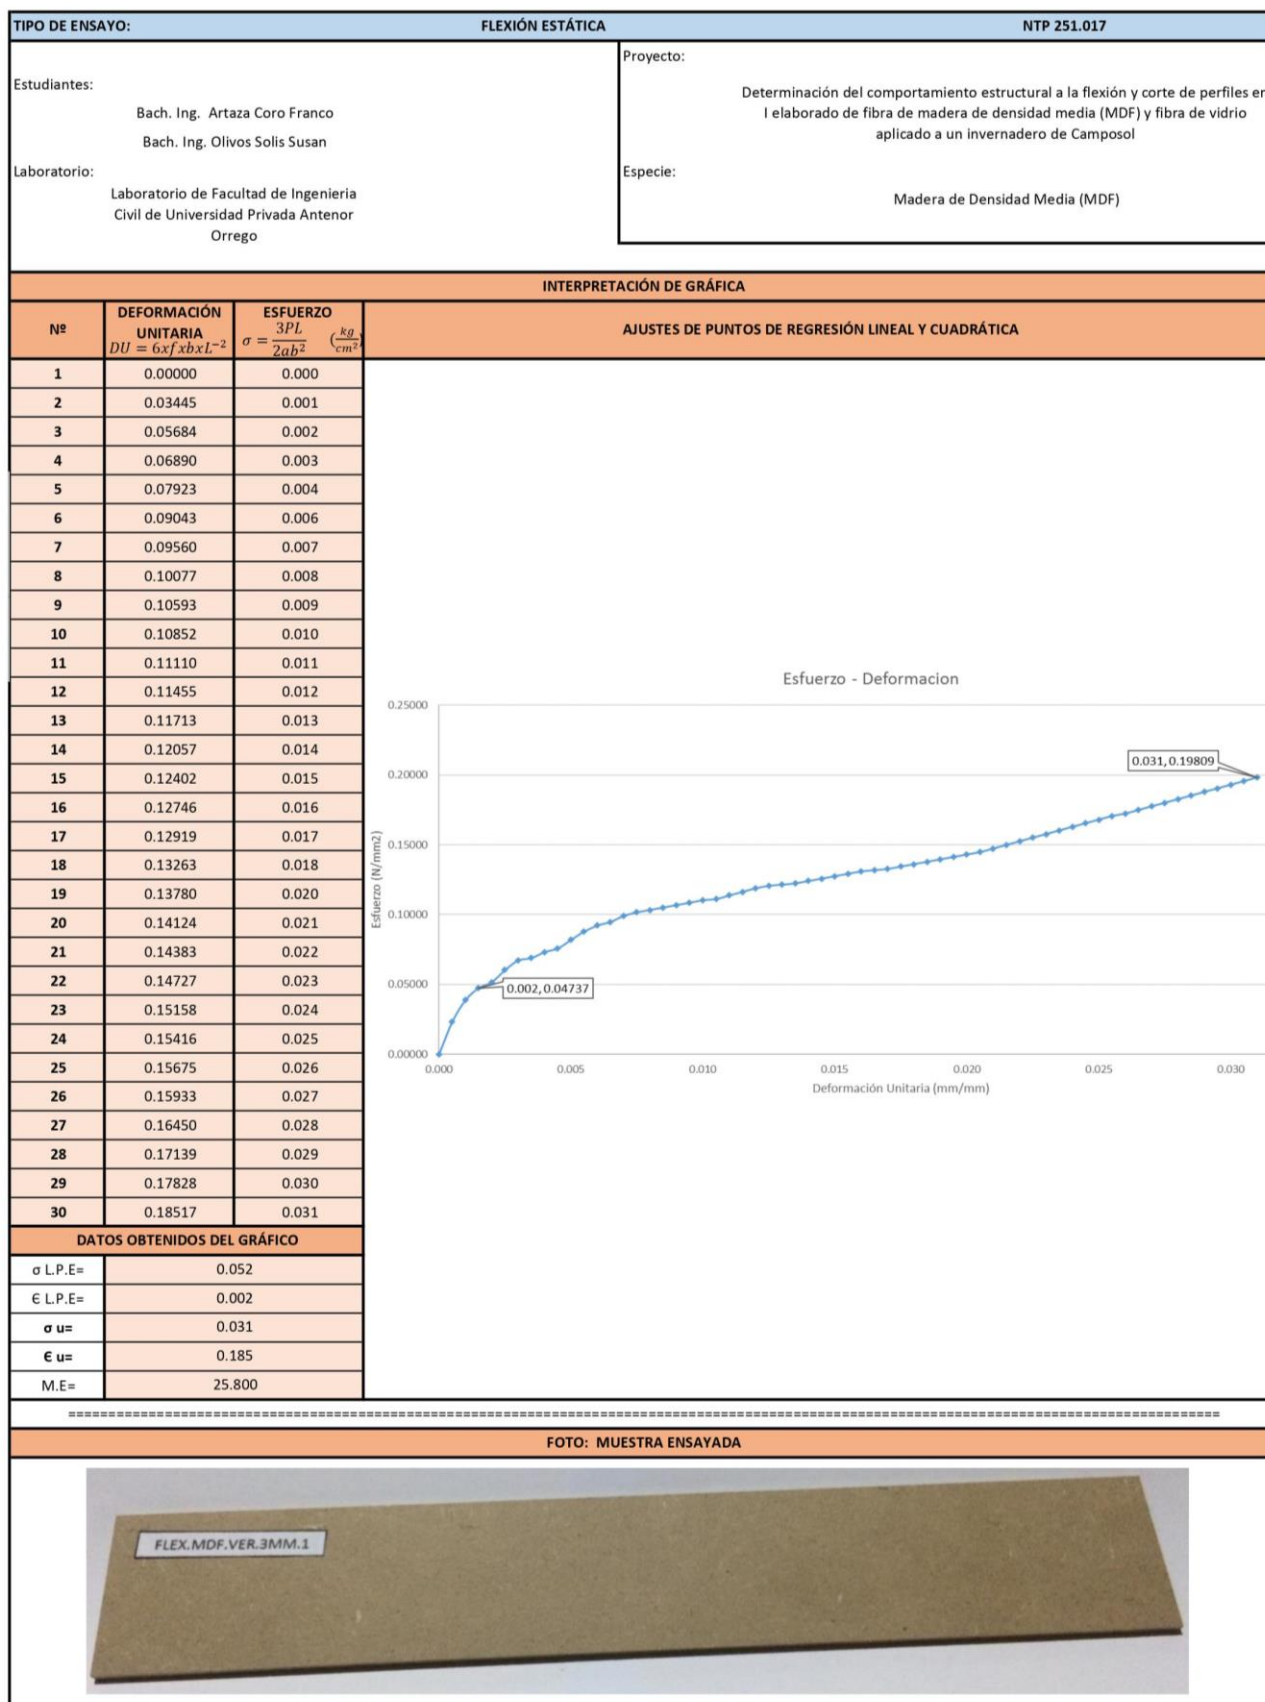 TIPO DE ENSAYO: FLEXIÓN ESTÁTICA NTP 251.017
Estudiantes:
Bach. Ing. Artaza Coro Franco
Bach. Ing. Olivos Solis Susan
Laboratorio:
Laboratorio de Facultad de Ingenieria
Civil de Universidad Privada Antenor
Orrego
Proyecto:
Determinación del comportamiento estructural a la flexión y corte de perfiles en
I elaborado de fibra de madera de densidad media (MDF) y fibra de vidrio
aplicado a un invernadero de Camposol
Especie:
Madera de Densidad Media (MDF)
INTERPRETACIÓN DE GRÁFICA
Nº
DEFORMACIÓN
UNITARIA
DU = 6xfxbxL⁻²
ESFUERZO
σ = 3PL/2ab² (kg/cm²)
AJUSTES DE PUNTOS DE REGRESIÓN LINEAL Y CUADRÁTICA
1 0.00000 0.000
2 0.03445 0.001
3 0.05684 0.002
4 0.06890 0.003
5 0.07923 0.004
6 0.09043 0.006
7 0.09560 0.007
8 0.10077 0.008
9 0.10593 0.009
10 0.10852 0.010
11 0.11110 0.011
12 0.11455 0.012
13 0.11713 0.013
14 0.12057 0.014
15 0.12402 0.015
16 0.12746 0.016
17 0.12919 0.017
18 0.13263 0.018
19 0.13780 0.020
20 0.14124 0.021
21 0.14383 0.022
22 0.14727 0.023
23 0.15158 0.024
24 0.15416 0.025
25 0.15675 0.026
26 0.15933 0.027
27 0.16450 0.028
28 0.17139 0.029
29 0.17828 0.030
30 0.18517 0.031
Esfuerzo - Deformacion
Esfuerzo (N/mm2)
0.25000
0.20000
0.15000
0.10000
0.05000
0.00000
0.031, 0.19809
0.002, 0.04737
0.000 0.005 0.010 0.015 0.020 0.025 0.030
Deformación Unitaria (mm/mm)
DATOS OBTENIDOS DEL GRÁFICO
σ L.P.E= 0.052
Є L.P.E= 0.002
σ u= 0.031
Є u= 0.185
M.E= 25.800
FOTO: MUESTRA ENSAYADA
FLEX.MDF.VER.3MM.1